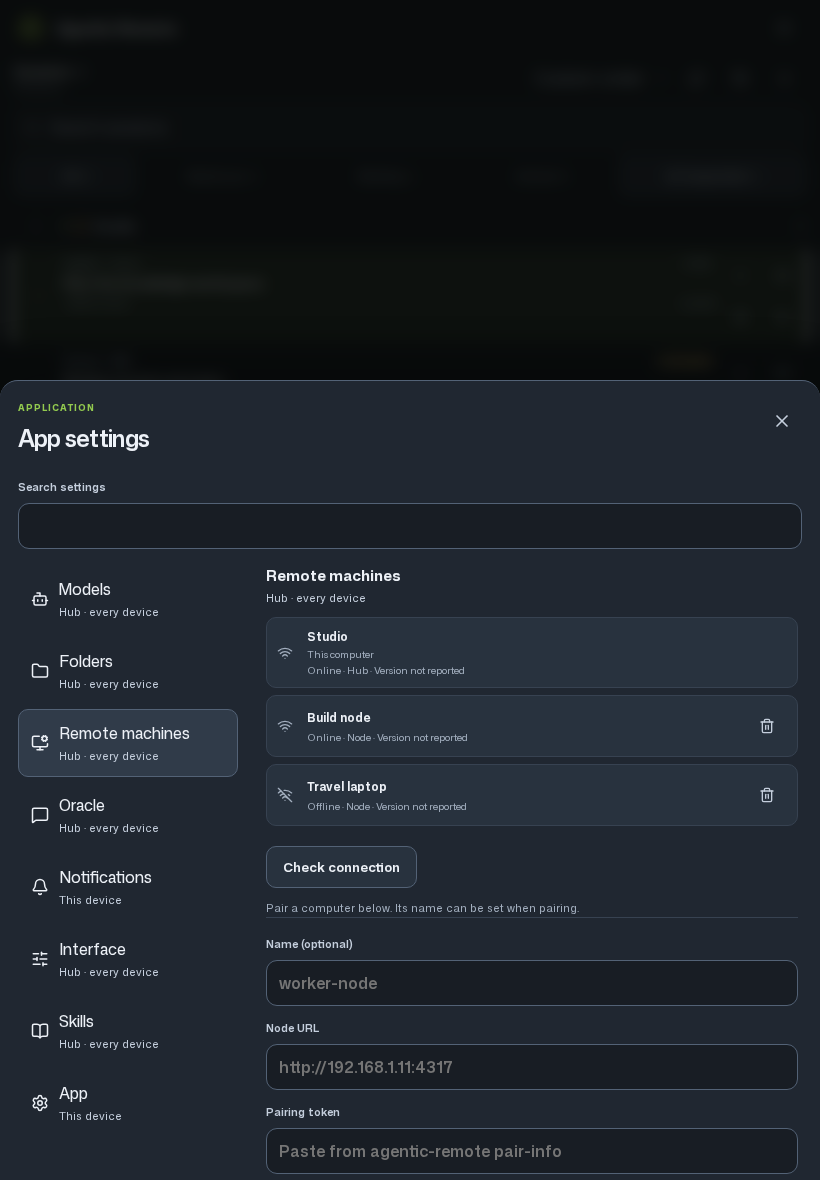 APPLICATION
App settings
Search settings
Models
Hub · every device
Folders
Hub · every device
Remote machines
Hub · every device
Oracle
Hub · every device
Notifications
This device
Interface
Hub · every device
Skills
Hub · every device
App
This device
Remote machines
Hub · every device
Studio
This computer
Online · Hub · Version not reported
Build node
Online · Node · Version not reported
Travel laptop
Offline · Node · Version not reported
Check connection
Pair a computer below. Its name can be set when pairing.
Name (optional)
worker-node
Node URL
http://192.168.1.11:4317
Pairing token
Paste from agentic-remote pair-info